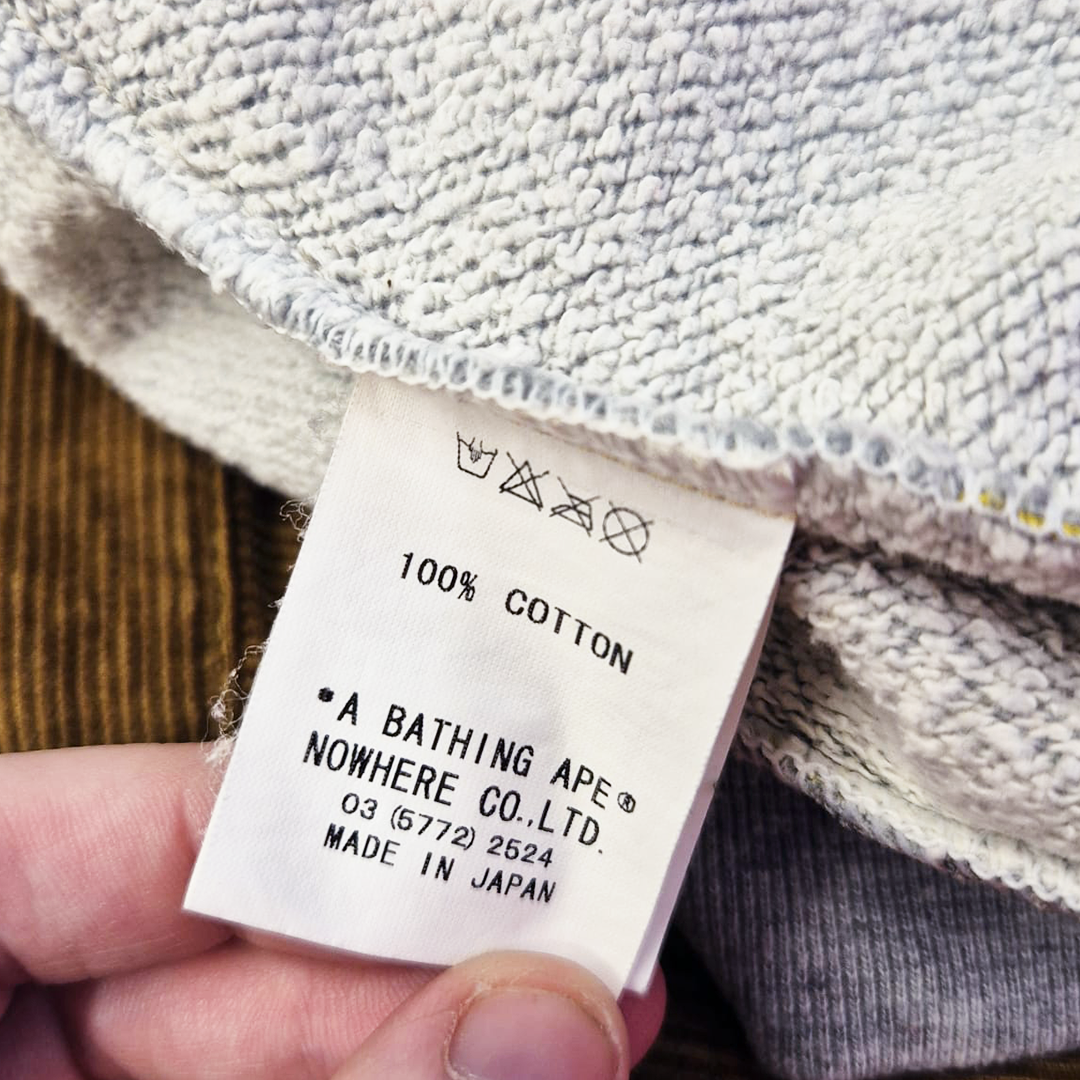 100% COTTON
A BATHING APE®
NOWHERE CO.,LTD.
03 (5772) 2524
MADE IN JAPAN